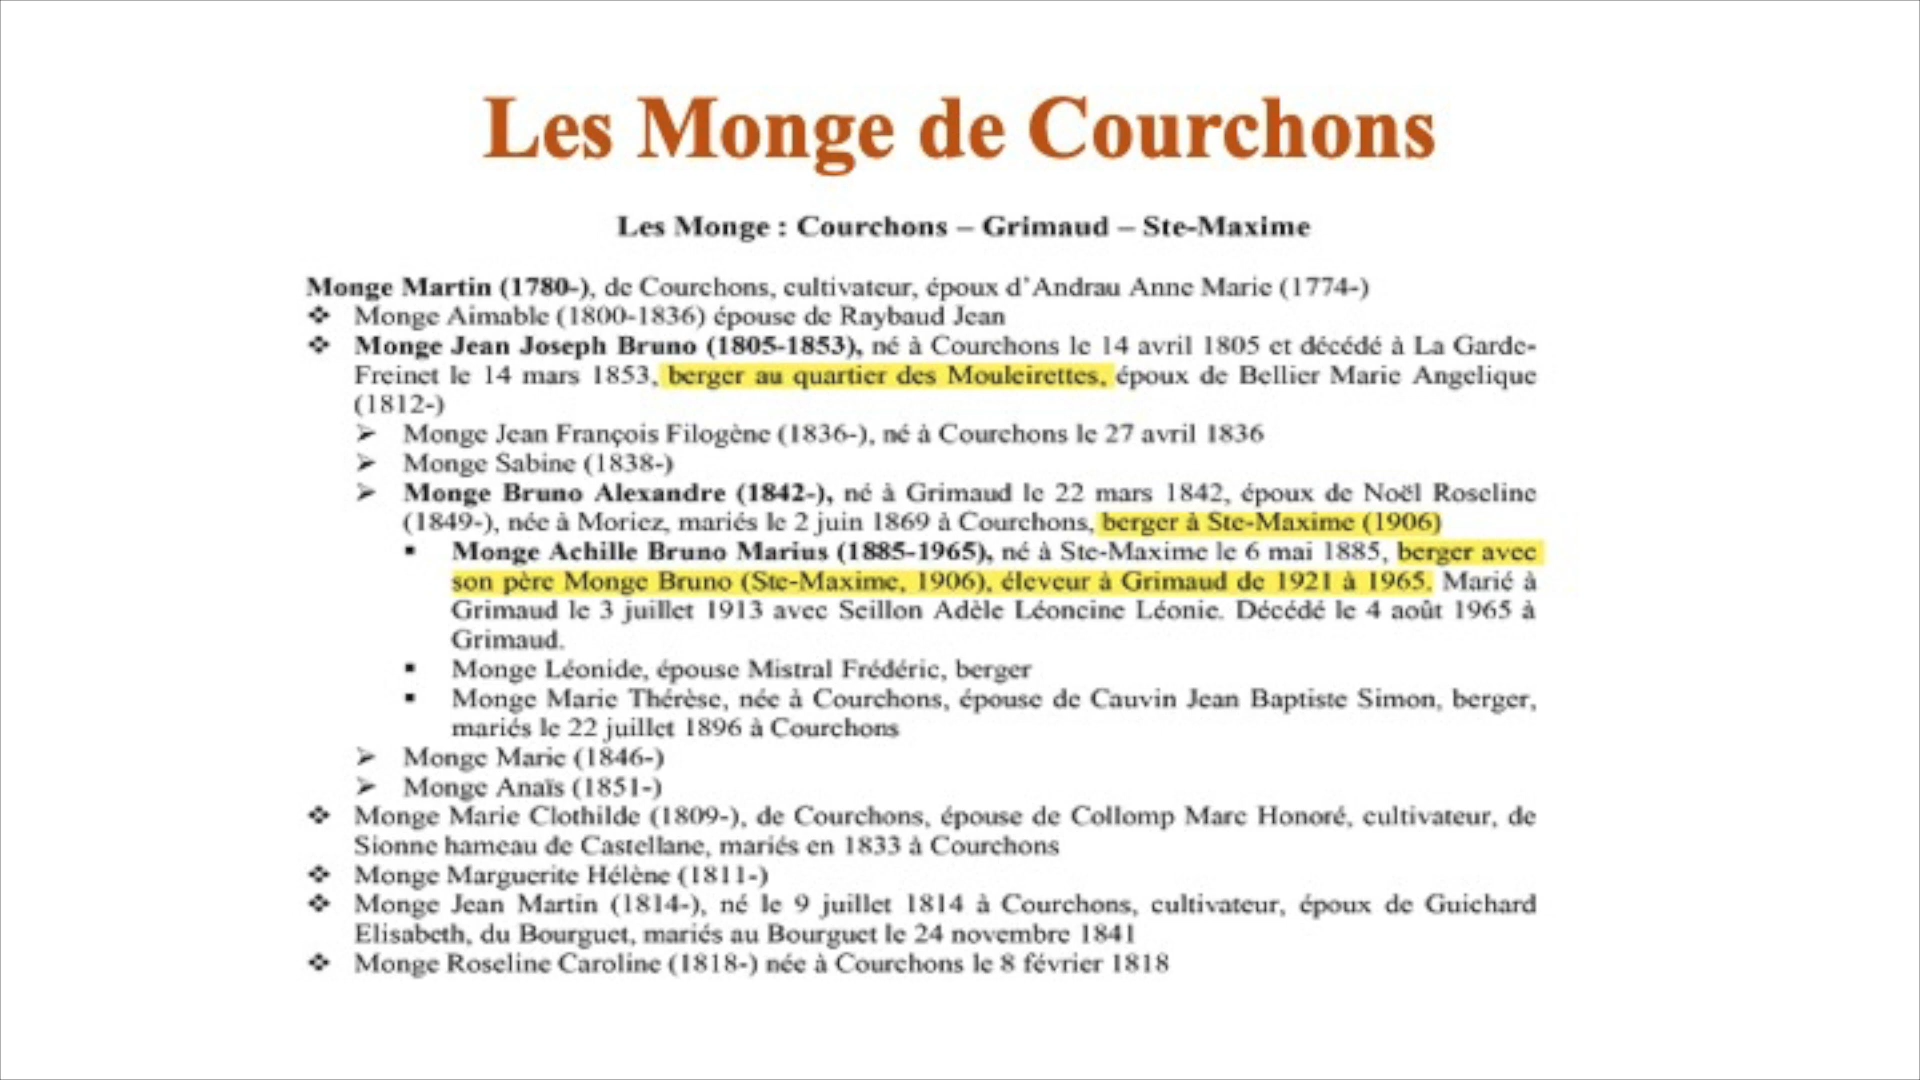 Les Monge de Courchons
Les Monge : Courchons – Grimaud – Ste-Maxime
Monge Martin (1780-), de Courchons, cultivateur, époux d'Andrau Anne Marie (1774-)
❖ Monge Aimable (1800-1836) épouse de Raybaud Jean
❖ Monge Jean Joseph Bruno (1805-1853), né à Courchons le 14 avril 1805 et décédé à La Garde-
Freinet le 14 mars 1853, berger au quartier des Mouleirettes, époux de Bellier Marie Angelique
(1812-)
➢ Monge Jean François Filogène (1836-), né à Courchons le 27 avril 1836
➢ Monge Sabine (1838-)
➢ Monge Bruno Alexandre (1842-), né à Grimaud le 22 mars 1842, époux de Noël Roseline
(1849-), née à Moriez, mariés le 2 juin 1869 à Courchons, berger à Ste-Maxime (1906)
▪ Monge Achille Bruno Marius (1885-1965), né à Ste-Maxime le 6 mai 1885, berger avec
son père Monge Bruno (Ste-Maxime, 1906), éleveur à Grimaud de 1921 à 1965. Marié à
Grimaud le 3 juillet 1913 avec Seillon Adèle Léoncine Léonie. Décédé le 4 août 1965 à
Grimaud.
▪ Monge Léonide, épouse Mistral Frédéric, berger
▪ Monge Marie Thérèse, née à Courchons, épouse de Cauvin Jean Baptiste Simon, berger,
mariés le 22 juillet 1896 à Courchons
➢ Monge Marie (1846-)
➢ Monge Anaïs (1851-)
❖ Monge Marie Clothilde (1809-), de Courchons, épouse de Collomp Marc Honoré, cultivateur, de
Sionne hameau de Castellane, mariés en 1833 à Courchons
❖ Monge Marguerite Hélène (1811-)
❖ Monge Jean Martin (1814-), né le 9 juillet 1814 à Courchons, cultivateur, époux de Guichard
Elisabeth, du Bourguet, mariés au Bourguet le 24 novembre 1841
❖ Monge Roseline Caroline (1818-) née à Courchons le 8 février 1818